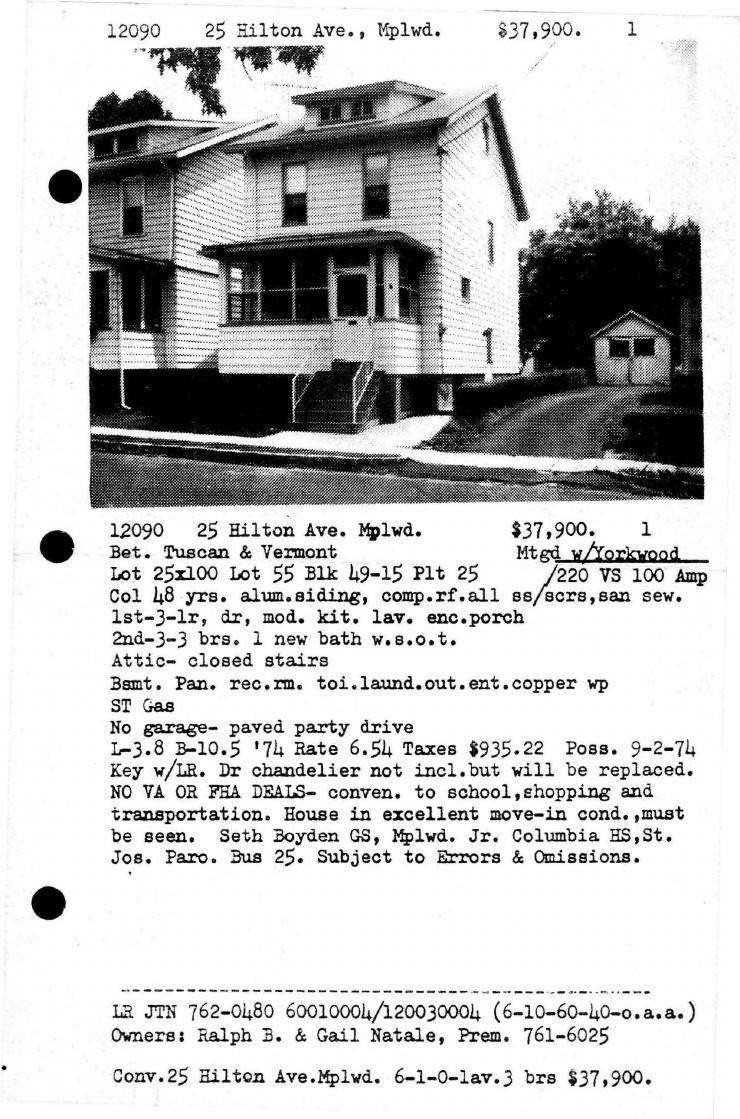 12090 25 Hilton Ave., Mplwd. $37,900. 1
12090 25 Hilton Ave. Mplwd. $37,900. 1
Bet. Tuscan & Vermont Mtgd w/Yorkwood
Lot 25x100 Lot 55 Blk 49-15 Plt 25 /220 VS 100 Amp
Col 48 yrs. alum.siding, comp.rf.all ss/scrs,san sew.
1st-3-lr, dr, mod. kit. lav. enc.porch
2nd-3-3 brs. 1 new bath w.s.o.t.
Attic- closed stairs
Bsmt. Pan. rec.rm. toi.laund.out.ent.copper wp
ST Gas
No garage- paved party drive
L-3.8 B-10.5 '74 Rate 6.54 Taxes $935.22 Poss. 9-2-74
Key w/LR. Dr chandelier not incl.but will be replaced.
NO VA OR FHA DEALS- conven. to school,shopping and
transportation. House in excellent move-in cond.,must
be seen. Seth Boyden GS, Mplwd. Jr. Columbia HS,St.
Jos. Paro. Bus 25. Subject to Errors & Omissions.
LR JTN 762-0480 60010004/120030004 (6-10-60-40-o.a.a.)
Owners: Ralph B. & Gail Natale, Prem. 761-6025
Conv.25 Hilton Ave.Mplwd. 6-1-0-lav.3 brs $37,900.